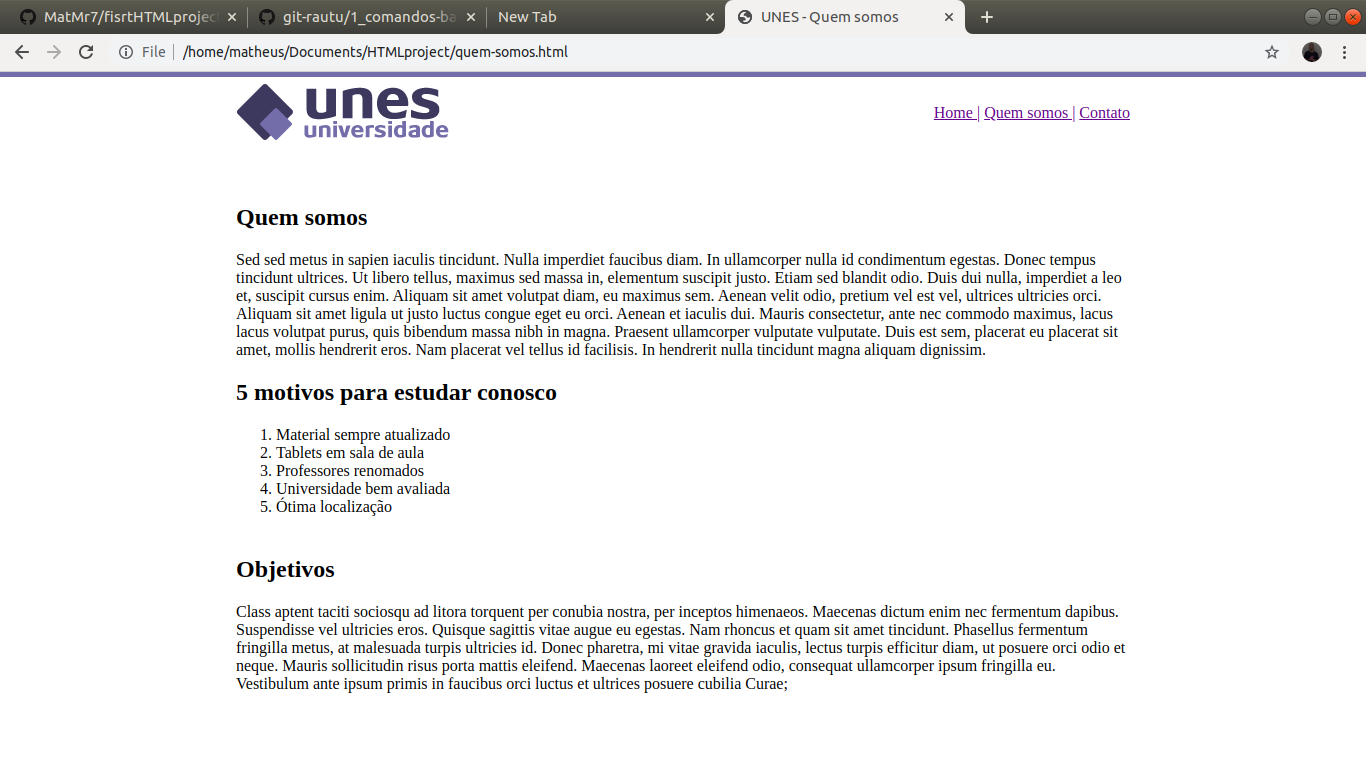 MatMr7/fisrtHTMLprojec
git-rautu/1_comandos-ba
New Tab
UNES - Quem somos
File
/home/matheus/Documents/HTMLproject/quem-somos.html
unes
universidade
Home | Quem somos | Contato
Quem somos
Sed sed metus in sapien iaculis tincidunt. Nulla imperdiet faucibus diam. In ullamcorper nulla id condimentum egestas. Donec tempus
tincidunt ultrices. Ut libero tellus, maximus sed massa in, elementum suscipit justo. Etiam sed blandit odio. Duis dui nulla, imperdiet a leo
et, suscipit cursus enim. Aliquam sit amet volutpat diam, eu maximus sem. Aenean velit odio, pretium vel est vel, ultrices ultricies orci.
Aliquam sit amet ligula ut justo luctus congue eget eu orci. Aenean et iaculis dui. Mauris consectetur, ante nec commodo maximus, lacus
lacus volutpat purus, quis bibendum massa nibh in magna. Praesent ullamcorper vulputate vulputate. Duis est sem, placerat eu placerat sit
amet, mollis hendrerit eros. Nam placerat vel tellus id facilisis. In hendrerit nulla tincidunt magna aliquam dignissim.
5 motivos para estudar conosco
1. Material sempre atualizado
2. Tablets em sala de aula
3. Professores renomados
4. Universidade bem avaliada
5. Ótima localização
Objetivos
Class aptent taciti sociosqu ad litora torquent per conubia nostra, per inceptos himenaeos. Maecenas dictum enim nec fermentum dapibus.
Suspendisse vel ultricies eros. Quisque sagittis vitae augue eu egestas. Nam rhoncus et quam sit amet tincidunt. Phasellus fermentum
fringilla metus, at malesuada turpis ultricies id. Donec pharetra, mi vitae gravida iaculis, lectus turpis efficitur diam, ut posuere orci odio et
neque. Mauris sollicitudin risus porta mattis eleifend. Maecenas laoreet eleifend odio, consequat ullamcorper ipsum fringilla eu.
Vestibulum ante ipsum primis in faucibus orci luctus et ultrices posuere cubilia Curae;